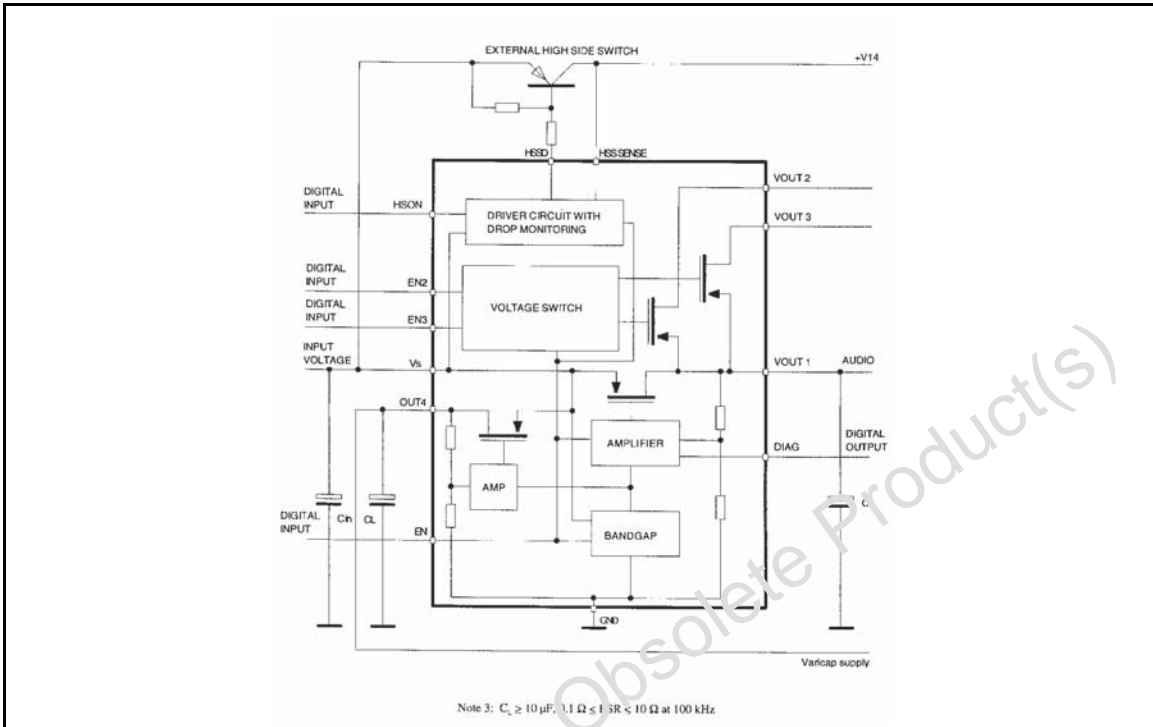 EXTERNAL HIGH SIDE SWITCH
+V14
HSSD
HSS SENSE
VOUT 2
DIGITAL
INPUT
HSON
DRIVER CIRCUIT WITH
DROP MONITORING
VOUT 3
DIGITAL
INPUT
EN2
DIGITAL
INPUT
EN3
VOLTAGE SWITCH
INPUT
VOLTAGE
Vs
VOUT 1
AUDIO
OUT4
AMPLIFIER
DIGITAL
OUTPUT
DIAG
AMP
Cin
CL
DIGITAL
INPUT
EN
BANDGAP
GND
Varicap supply
Obsolete Product(s)
Note 3: CL ≥ 10 µF, 0.1 Ω ≤ ESR < 10 Ω at 100 kHz